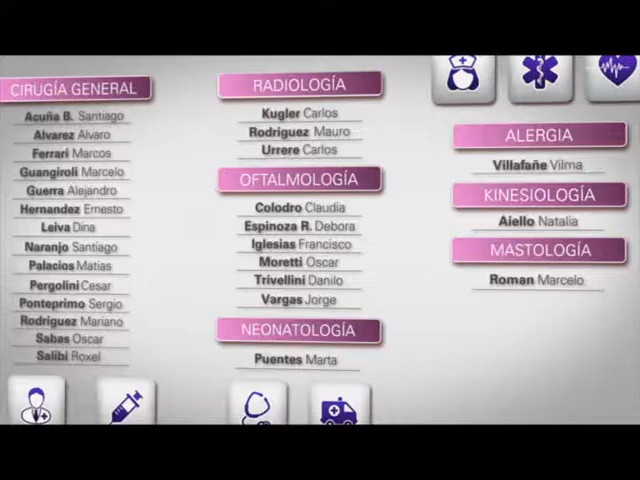 CIRUGÍA GENERAL
Acuña B. Santiago
Alvarez Alvaro
Ferrari Marcos
Guangiroli Marcelo
Guerra Alejandro
Hernandez Ernesto
Leiva Dina
Naranjo Santiago
Palacios Matias
Pergolini Cesar
Ponteprimo Sergio
Rodriguez Mariano
Sabas Oscar
Salibi Roxel
RADIOLOGÍA
Kugler Carlos
Rodriguez Mauro
Urrere Carlos
OFTALMOLOGÍA
Colodro Claudia
Espinoza R. Debora
Iglesias Francisco
Moretti Oscar
Trivellini Danilo
Vargas Jorge
NEONATOLOGÍA
Puentes Marta
ALERGIA
Villafañe Vilma
KINESIOLOGÍA
Aiello Natalia
MASTOLOGÍA
Roman Marcelo